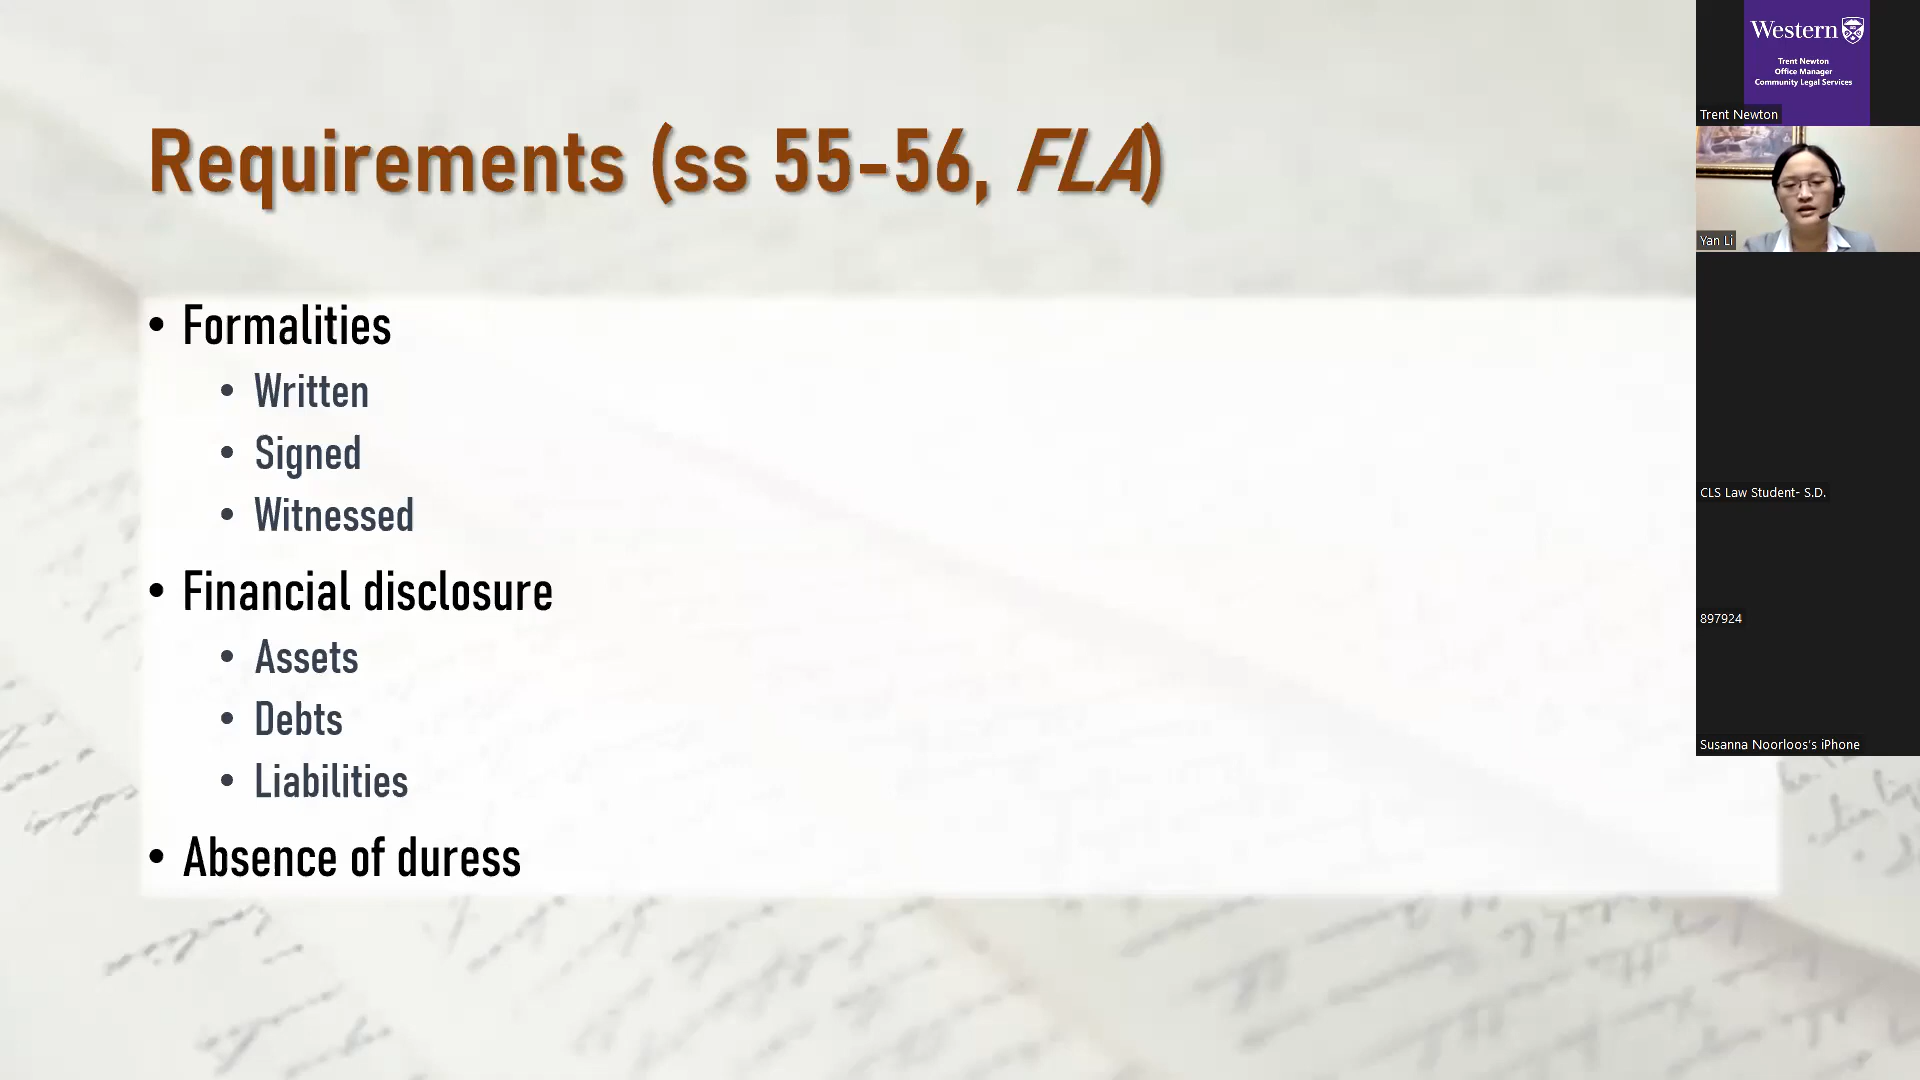 Requirements (ss 55-56, FLA)
• Formalities
• Written
• Signed
• Witnessed
• Financial disclosure
• Assets
• Debts
• Liabilities
• Absence of duress
Western
Trent Newton
Office Manager
Community Legal Services
Trent Newton
Yan Li
CLS Law Student- S.D.
897924
Susanna Noorloos's iPhone